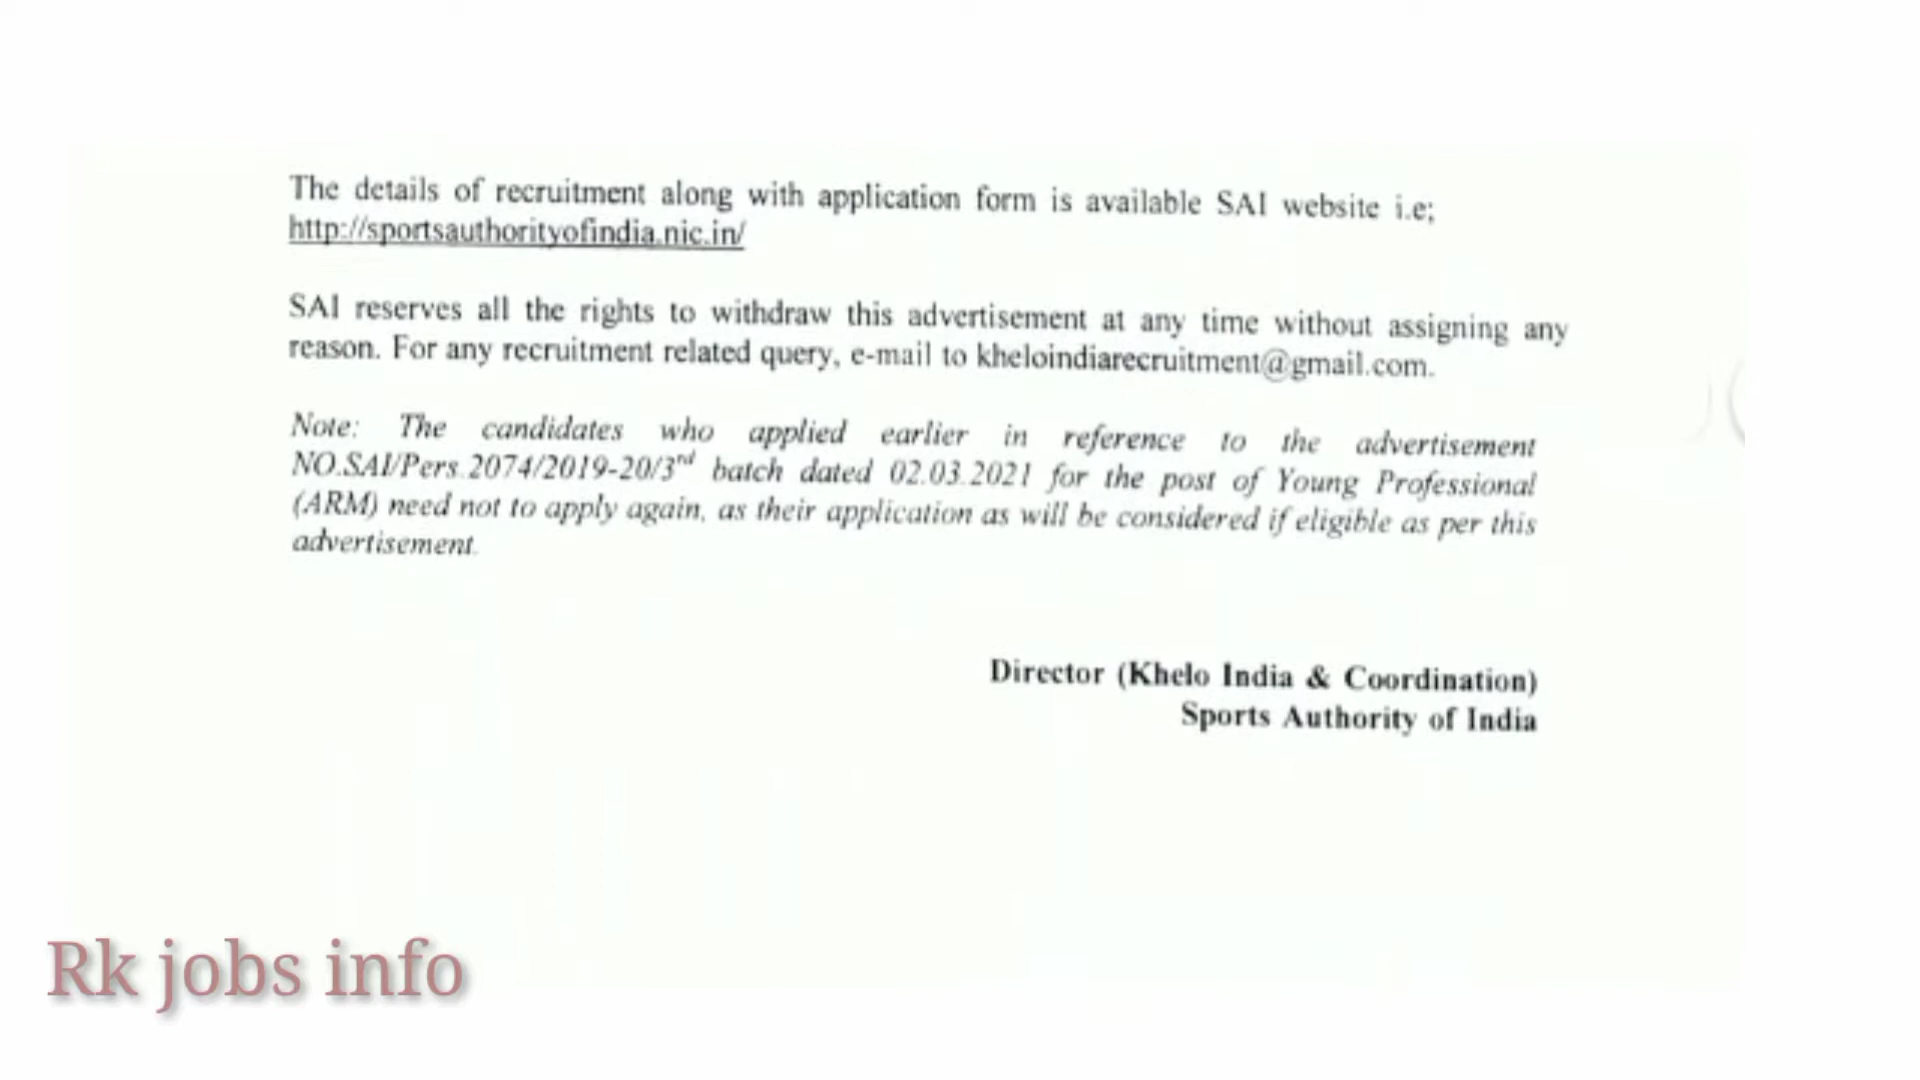 The details of recruitment along with application form is available SAI website i.e;
http://sportsauthorityofindia.nic.in/
SAI reserves all the rights to withdraw this advertisement at any time without assigning any
reason. For any recruitment related query, e-mail to kheloindiarecruitment@gmail.com.
Note: The candidates who applied earlier in reference to the advertisement
NO.SAI/Pers.2074/2019-20/3rd batch dated 02.03.2021 for the post of Young Professional
(ARM) need not to apply again, as their application as will be considered if eligible as per this
advertisement.
Director (Khelo India & Coordination)
Sports Authority of India
Rk jobs info